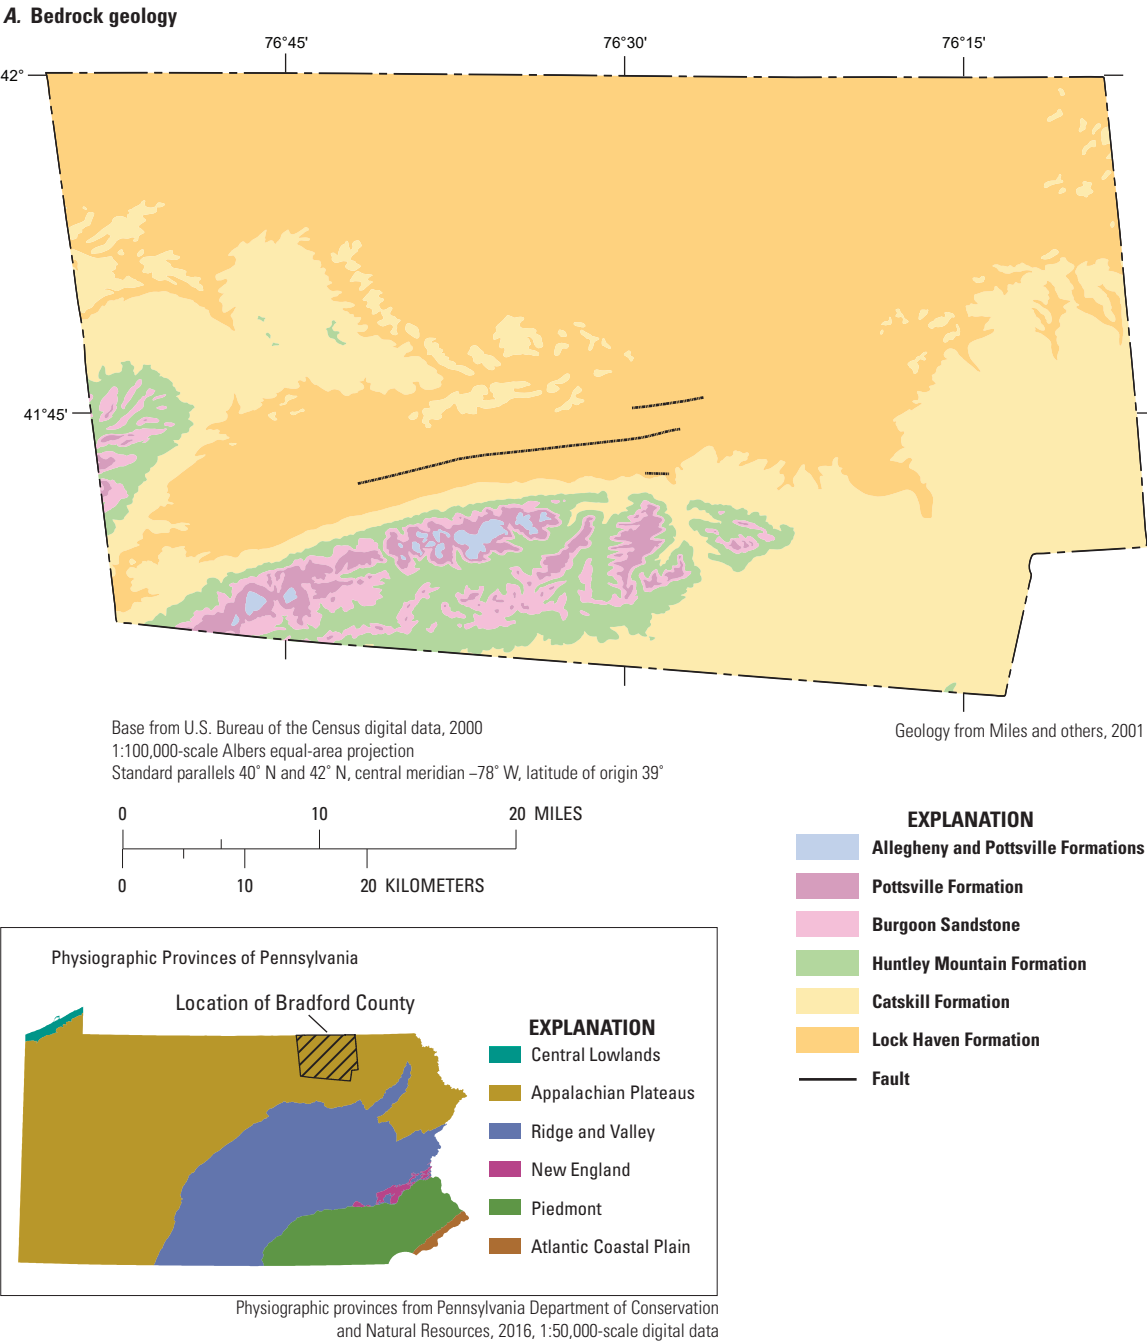 A. Bedrock geology
76°45' 76°30' 76°15'
42°
41°45'
Base from U.S. Bureau of the Census digital data, 2000
1:100,000-scale Albers equal-area projection
Standard parallels 40° N and 42° N, central meridian –78° W, latitude of origin 39°
Geology from Miles and others, 2001
0 10 20 MILES
0 10 20 KILOMETERS
EXPLANATION
Allegheny and Pottsville Formations
Pottsville Formation
Burgoon Sandstone
Huntley Mountain Formation
Catskill Formation
Lock Haven Formation
Fault
Physiographic Provinces of Pennsylvania
Location of Bradford County
EXPLANATION
Central Lowlands
Appalachian Plateaus
Ridge and Valley
New England
Piedmont
Atlantic Coastal Plain
Physiographic provinces from Pennsylvania Department of Conservation
and Natural Resources, 2016, 1:50,000-scale digital data